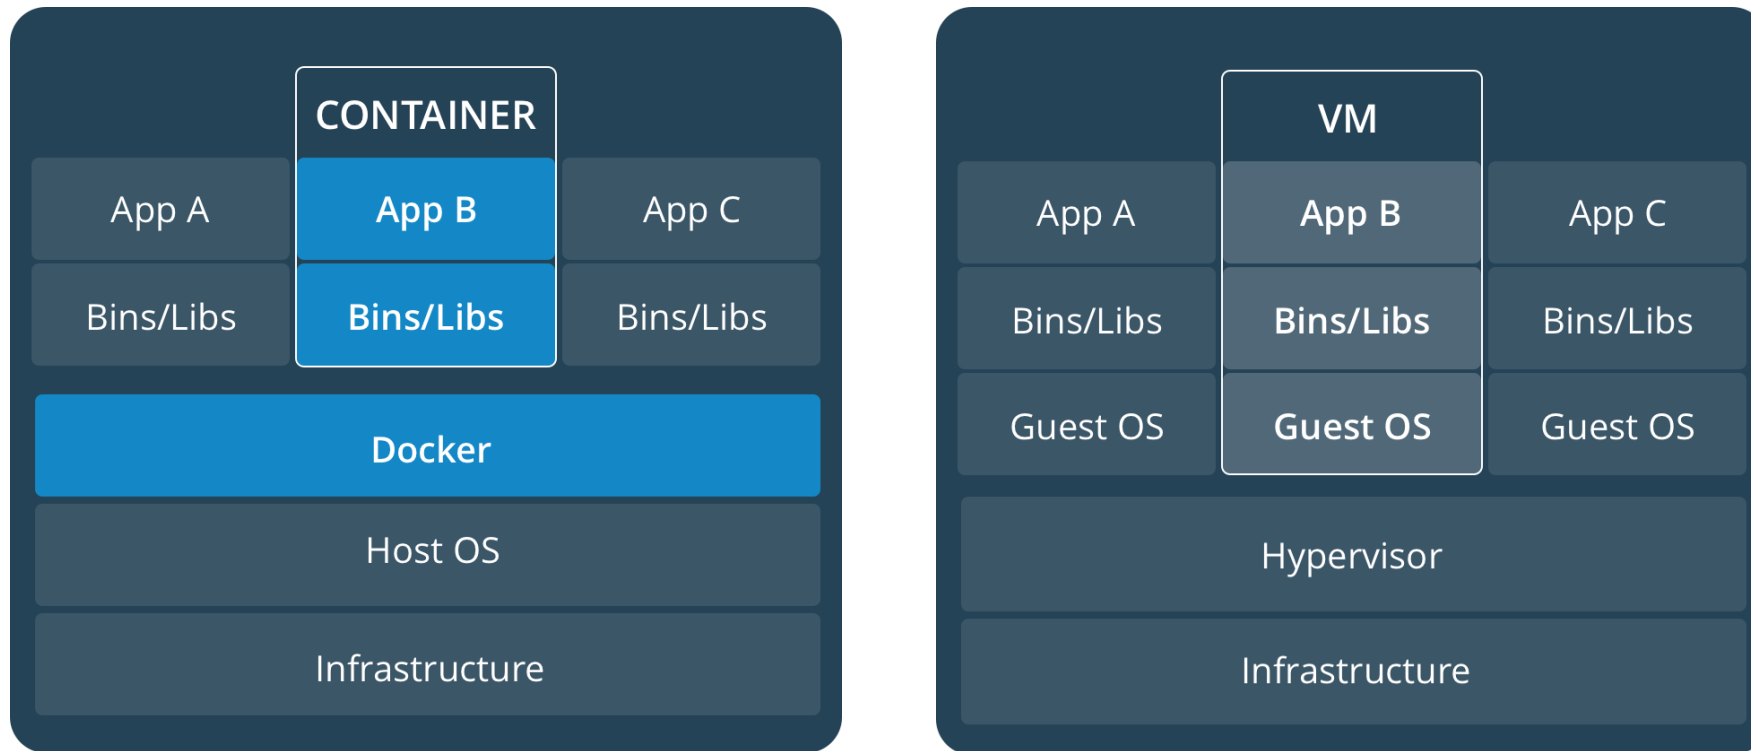 CONTAINER
App A
App B
App C
Bins/Libs
Bins/Libs
Bins/Libs
Docker
Host OS
Infrastructure
VM
App A
App B
App C
Bins/Libs
Bins/Libs
Bins/Libs
Guest OS
Guest OS
Guest OS
Hypervisor
Infrastructure